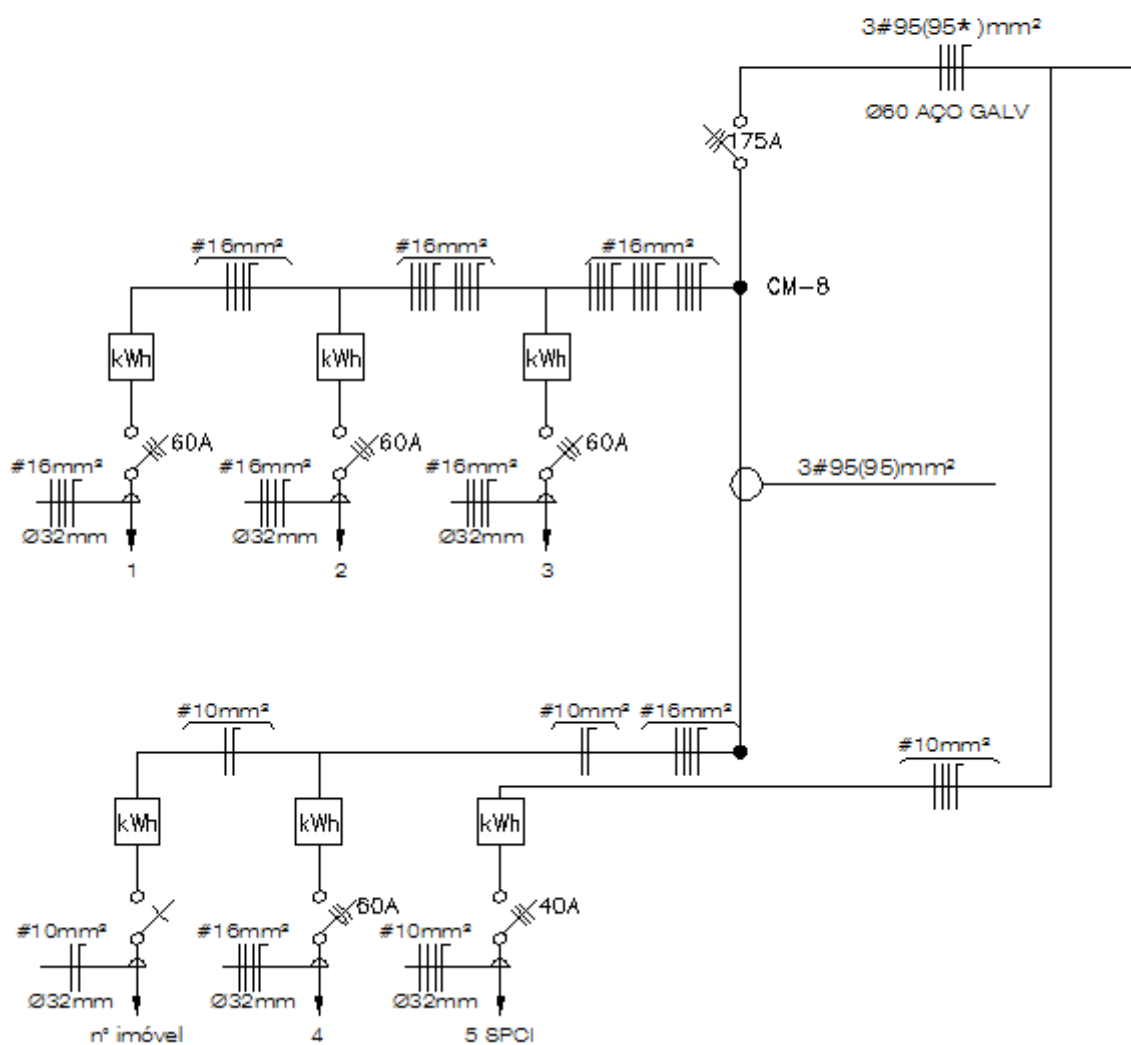 3#95(95*)mm²
Ø60 AÇO GALV
175A
#16mm² #16mm² #16mm²
CM-8
kWh kWh kWh
60A 60A 60A
#16mm² #16mm² #16mm²
3#95(95)mm²
Ø32mm Ø32mm Ø32mm
1 2 3
#10mm² #10mm² #16mm²
#10mm²
kWh kWh kWh
60A 40A
#10mm² #16mm² #10mm²
Ø32mm Ø32mm Ø32mm
n° imóvel 4 5 SPCI